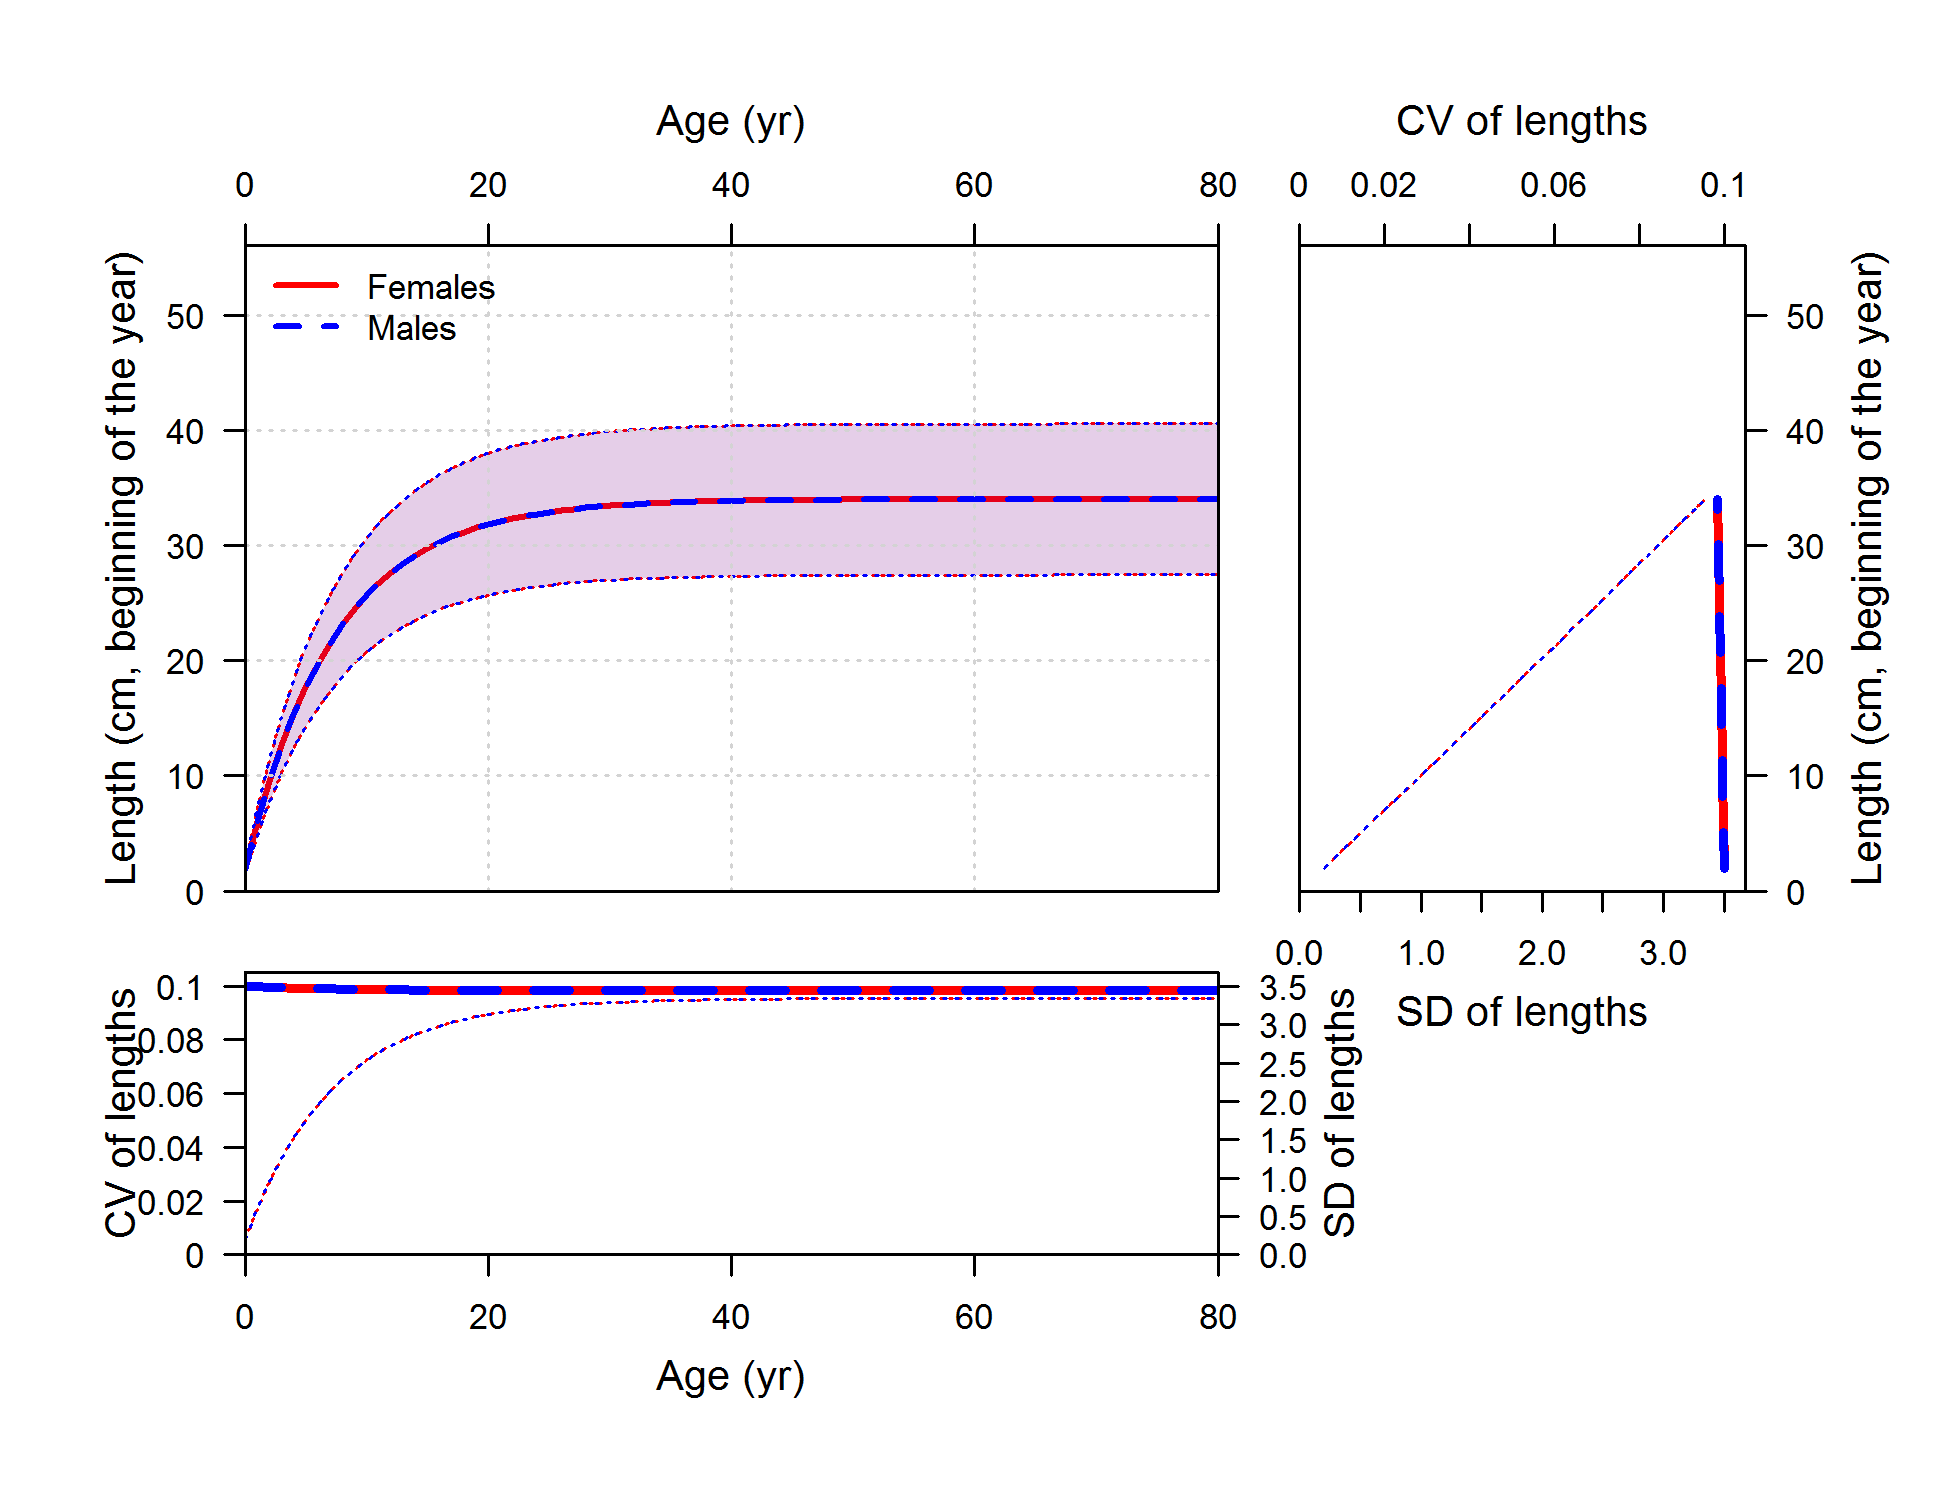 Age (yr)
CV of lengths
0 20 40 60 80
0 0.02 0.06 0.1
Length (cm, beginning of the year)
50
40
30
20
10
0
Females
Males
50
40
30
20
10
0
Length (cm, beginning of the year)
0.0 1.0 2.0 3.0
SD of lengths
CV of lengths
0.1
0.08
0.06
0.04
0.02
0
3.5
3.0
2.5
2.0
1.5
1.0
0.5
0.0
SD of lengths
0 20 40 60 80
Age (yr)